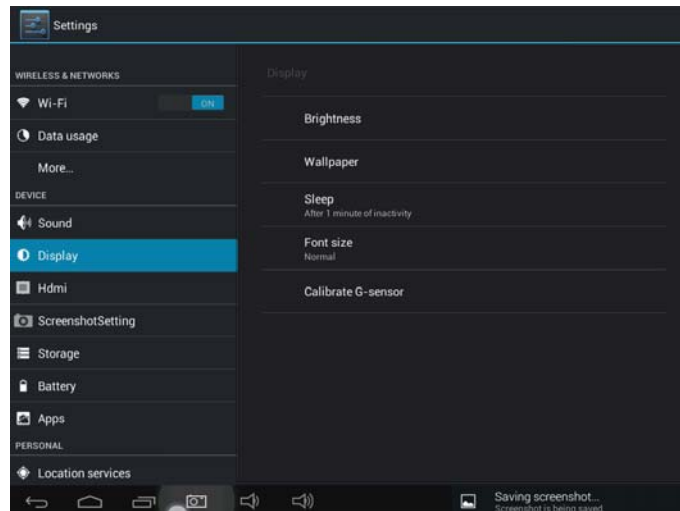 Settings
WIRELESS & NETWORKS
Wi-Fi
ON
Data usage
More...
DEVICE
Sound
Display
Hdmi
ScreenshotSetting
Storage
Battery
Apps
PERSONAL
Location services
Display
Brightness
Wallpaper
Sleep
After 1 minute of inactivity
Font size
Normal
Calibrate G-sensor
Saving screenshot...
Screenshot is being saved